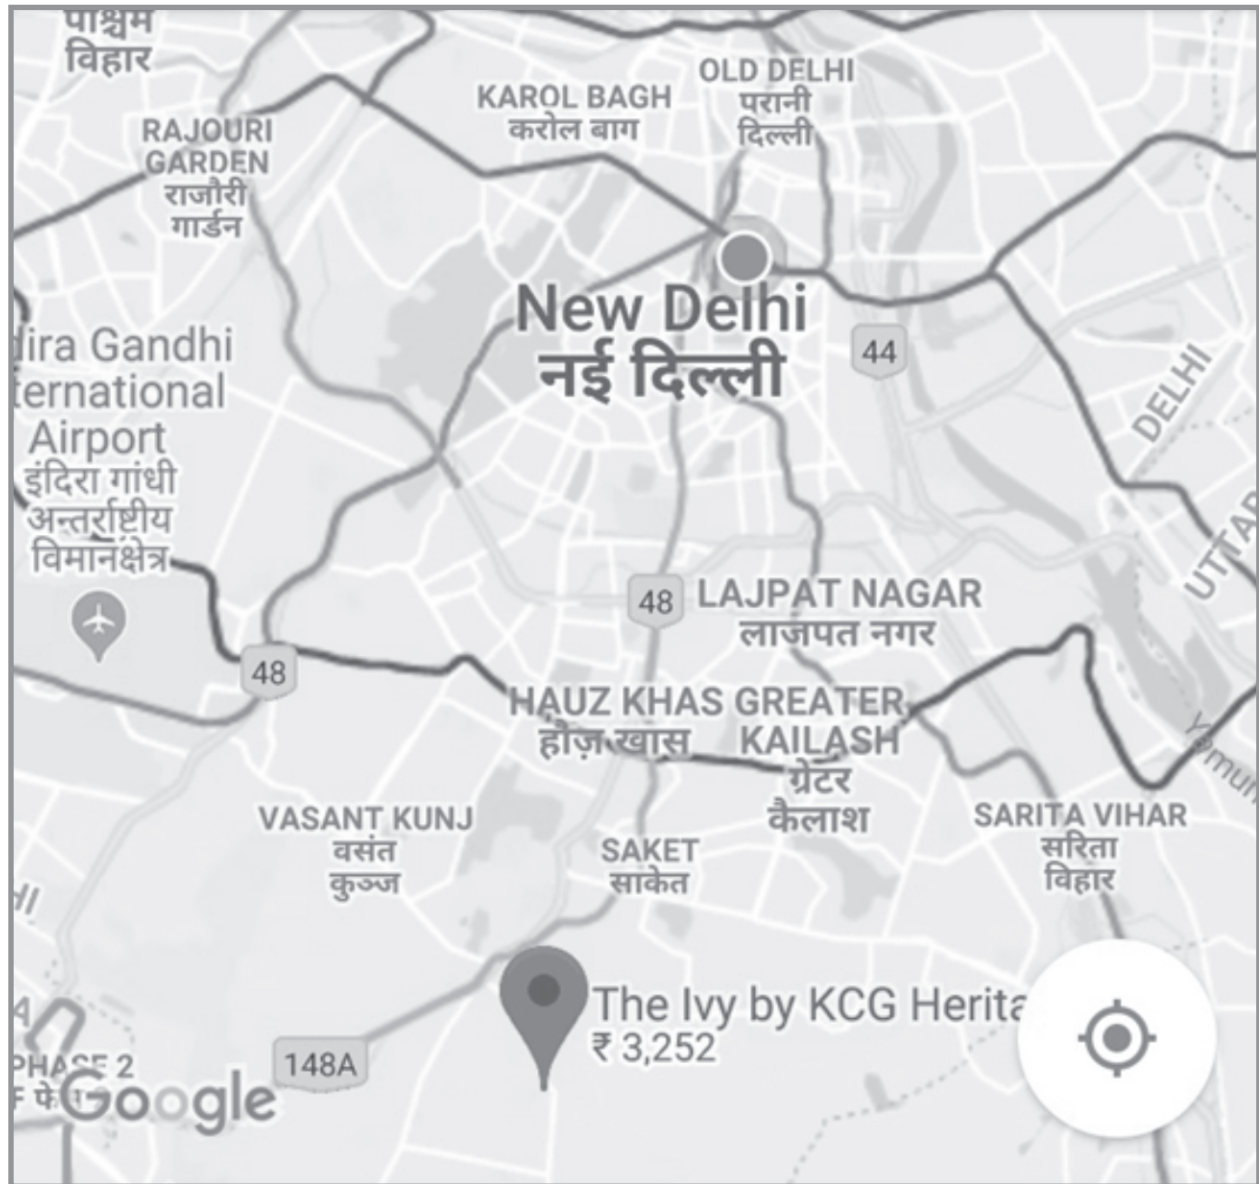 पश्चिम
विहार
OLD DELHI
परानी
दिल्ली
KAROL BAGH
करोल बाग
RAJOURI
GARDEN
राजौरी
गार्डन
New Delhi
नई दिल्ली
44
dira Gandhi
ternational
Airport
इंदिरा गांधी
अन्तर्राष्ट्रीय
विमानक्षेत्र
DELHI
UTTAR
48
LAJPAT NAGAR
लाजपत नगर
48
HAUZ KHAS
हौज़ खास
GREATER
KAILASH
ग्रेटर
कैलाश
VASANT KUNJ
वसंत
कुञ्ज
SAKET
साकेत
SARITA VIHAR
सरिता
विहार
The Ivy by KCG Herita
₹ 3,252
148A
PHASE 2
Google